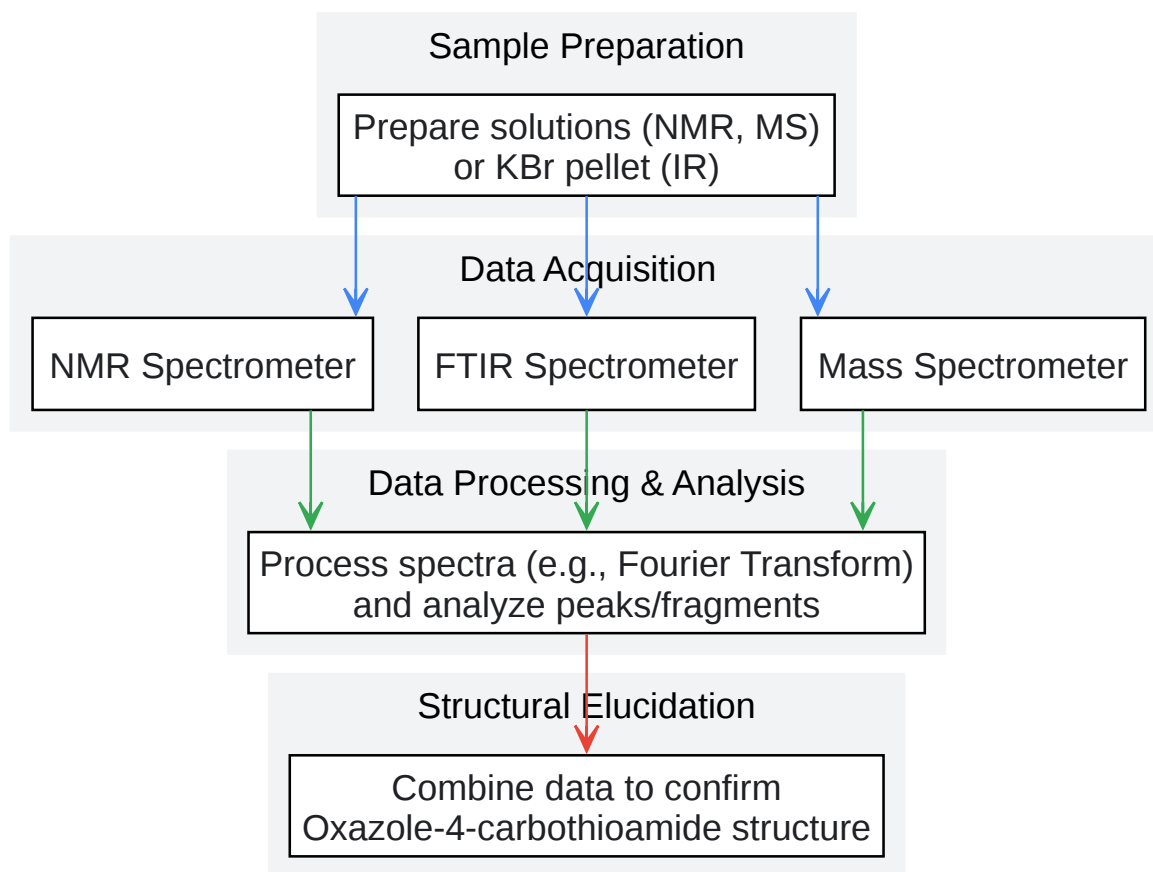 Sample Preparation
Prepare solutions (NMR, MS)
or KBr pellet (IR)
Data Acquisition
NMR Spectrometer
FTIR Spectrometer
Mass Spectrometer
Data Processing & Analysis
Process spectra (e.g., Fourier Transform)
and analyze peaks/fragments
Structural Elucidation
Combine data to confirm
Oxazole-4-carbothioamide structure